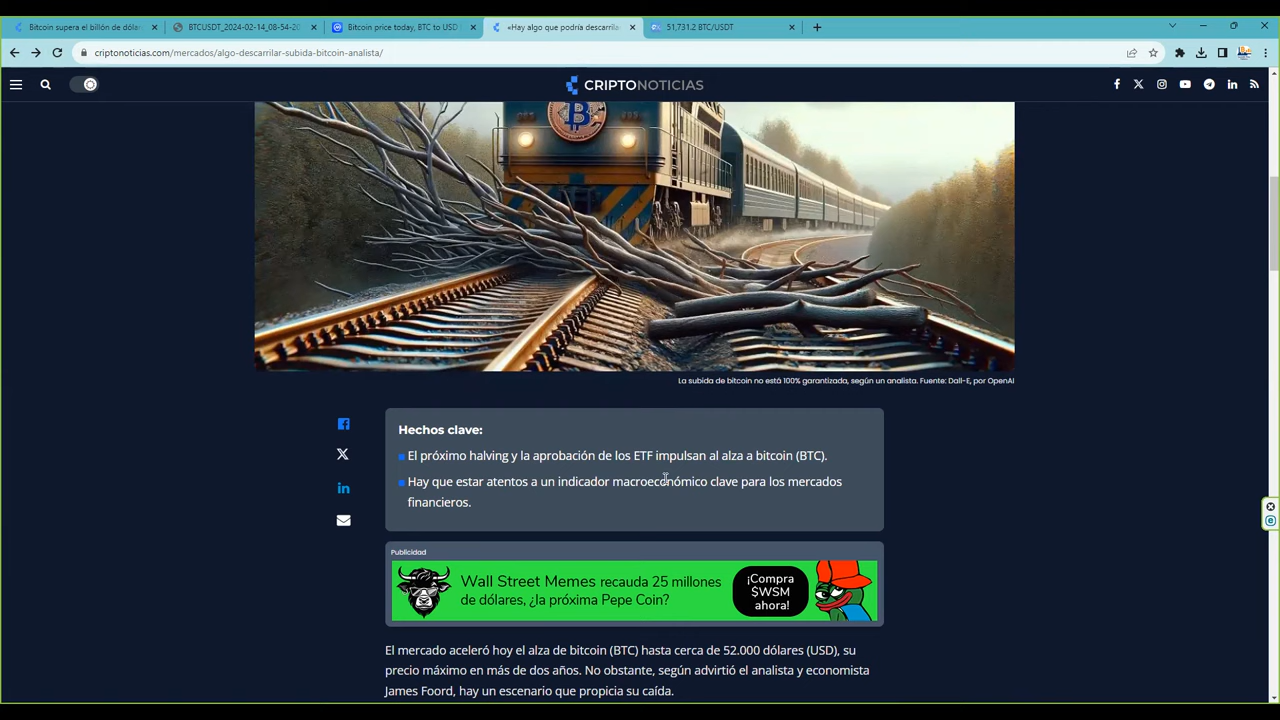 Bitcoin supera el billón de dólar
BTCUSDT_2024-02-14_08-54-20
Bitcoin price today, BTC to USD
«Hay algo que podría descarrila
51,731.2 BTC/USDT
criptonoticias.com/mercados/algo-descarrilar-subida-bitcoin-analista/
CRIPTONOTICIAS
La subida de bitcoin no está 100% garantizada, según un analista. Fuente: Dall-E, por OpenAI
Hechos clave:
El próximo halving y la aprobación de los ETF impulsan al alza a bitcoin (BTC).
Hay que estar atentos a un indicador macroeconómico clave para los mercados
financieros.
Publicidad
Wall Street Memes recauda 25 millones
de dólares, ¿la próxima Pepe Coin?
¡Compra
$WSM
ahora!
El mercado aceleró hoy el alza de bitcoin (BTC) hasta cerca de 52.000 dólares (USD), su
precio máximo en más de dos años. No obstante, según advirtió el analista y economista
James Foord, hay un escenario que propicia su caída.